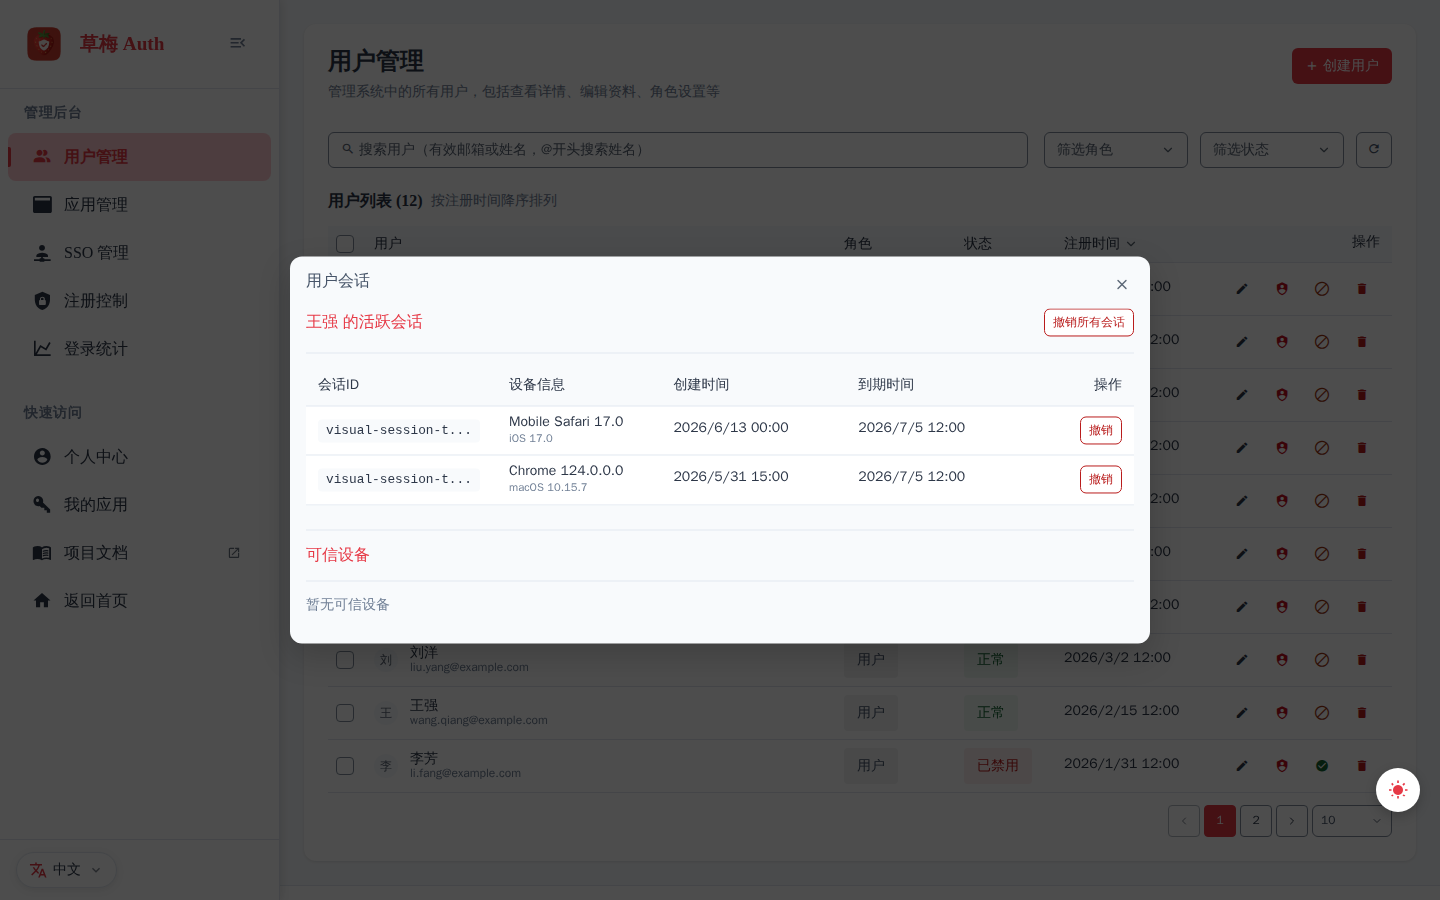 草梅 Auth
管理后台
用户管理
应用管理
SSO 管理
注册控制
登录统计
快速访问
个人中心
我的应用
项目文档
返回首页
中文
用户管理
管理系统中的所有用户，包括查看详情、编辑资料、角色设置等
+ 创建用户
搜索用户（有效邮箱或姓名，@开头搜索姓名）
筛选角色
筛选状态
用户列表 (12) 按注册时间降序排列
用户 角色 状态 注册时间 操作
用户会话
王强 的活跃会话
撤销所有会话
会话ID 设备信息 创建时间 到期时间 操作
visual-session-t... Mobile Safari 17.0 2026/6/13 00:00 2026/7/5 12:00 撤销
iOS 17.0
visual-session-t... Chrome 124.0.0.0 2026/5/31 15:00 2026/7/5 12:00 撤销
macOS 10.15.7
可信设备
暂无可信设备
:00
2:00
2:00
2:00
2:00
:00
2:00
刘 刘洋 用户 正常 2026/3/2 12:00
liu.yang@example.com
王 王强 用户 正常 2026/2/15 12:00
wang.qiang@example.com
李 李芳 用户 已禁用 2026/1/31 12:00
li.fang@example.com
1 2 10